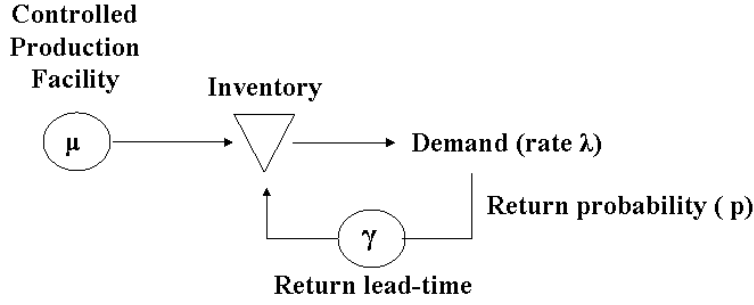 Controlled
Production
Facility
Inventory
μ
Demand (rate λ)
Return probability ( p)
γ
Return lead-time